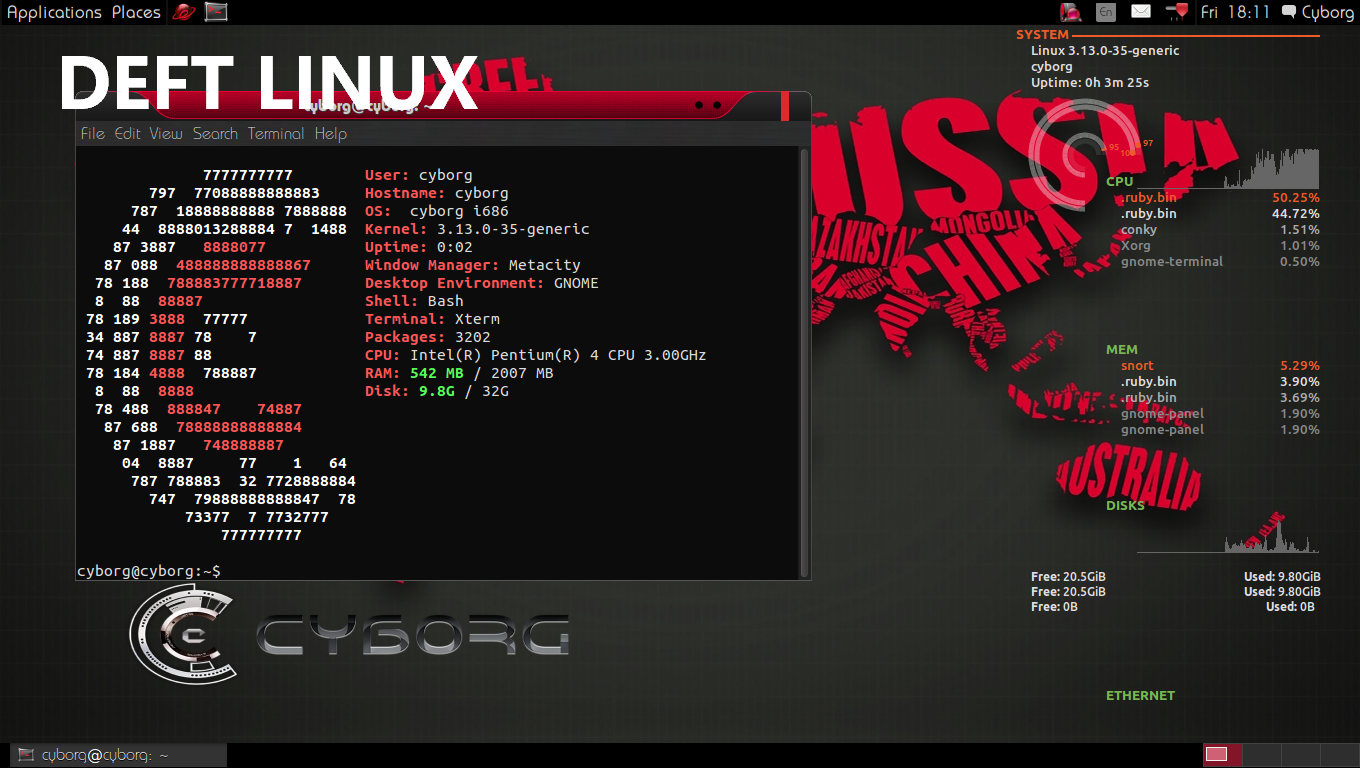 Applications Places En Fri 18:11 Cyborg
DEFT LINUX
cyborg@cyborg: ~
File Edit View Search Terminal Help
7777777777
797 77088888888883
787 18888888888 7888888
44 8888013288884 7 1488
87 3887 8888077
87 088 488888888888867
78 188 788883777718887
8 88 88887
78 189 3888 77777
34 887 8887 78 7
74 887 8887 88
78 184 4888 788887
8 88 8888
78 488 888847 74887
87 688 78888888888884
87 1887 748888887
04 8887 77 1 64
787 788883 32 7728888884
747 79888888888847 78
73377 7 7732777
777777777
User: cyborg
Hostname: cyborg
OS: cyborg i686
Kernel: 3.13.0-35-generic
Uptime: 0:02
Window Manager: Metacity
Desktop Environment: GNOME
Shell: Bash
Terminal: Xterm
Packages: 3202
CPU: Intel(R) Pentium(R) 4 CPU 3.00GHz
RAM: 542 MB / 2007 MB
Disk: 9.8G / 32G
cyborg@cyborg:~$
CYBORG
SYSTEM
Linux 3.13.0-35-generic
cyborg
Uptime: 0h 3m 25s
CPU
.ruby.bin 50.25%
.ruby.bin 44.72%
conky 1.51%
Xorg 1.01%
gnome-terminal 0.50%
MEM
snort 5.29%
.ruby.bin 3.90%
.ruby.bin 3.69%
gnome-panel 1.90%
gnome-panel 1.90%
DISKS
Free: 20.5GiB Used: 9.80GiB
Free: 20.5GiB Used: 9.80GiB
Free: 0B Used: 0B
ETHERNET
MONGOLIA
CHINA
AUSTRALIA
cyborg@cyborg: ~